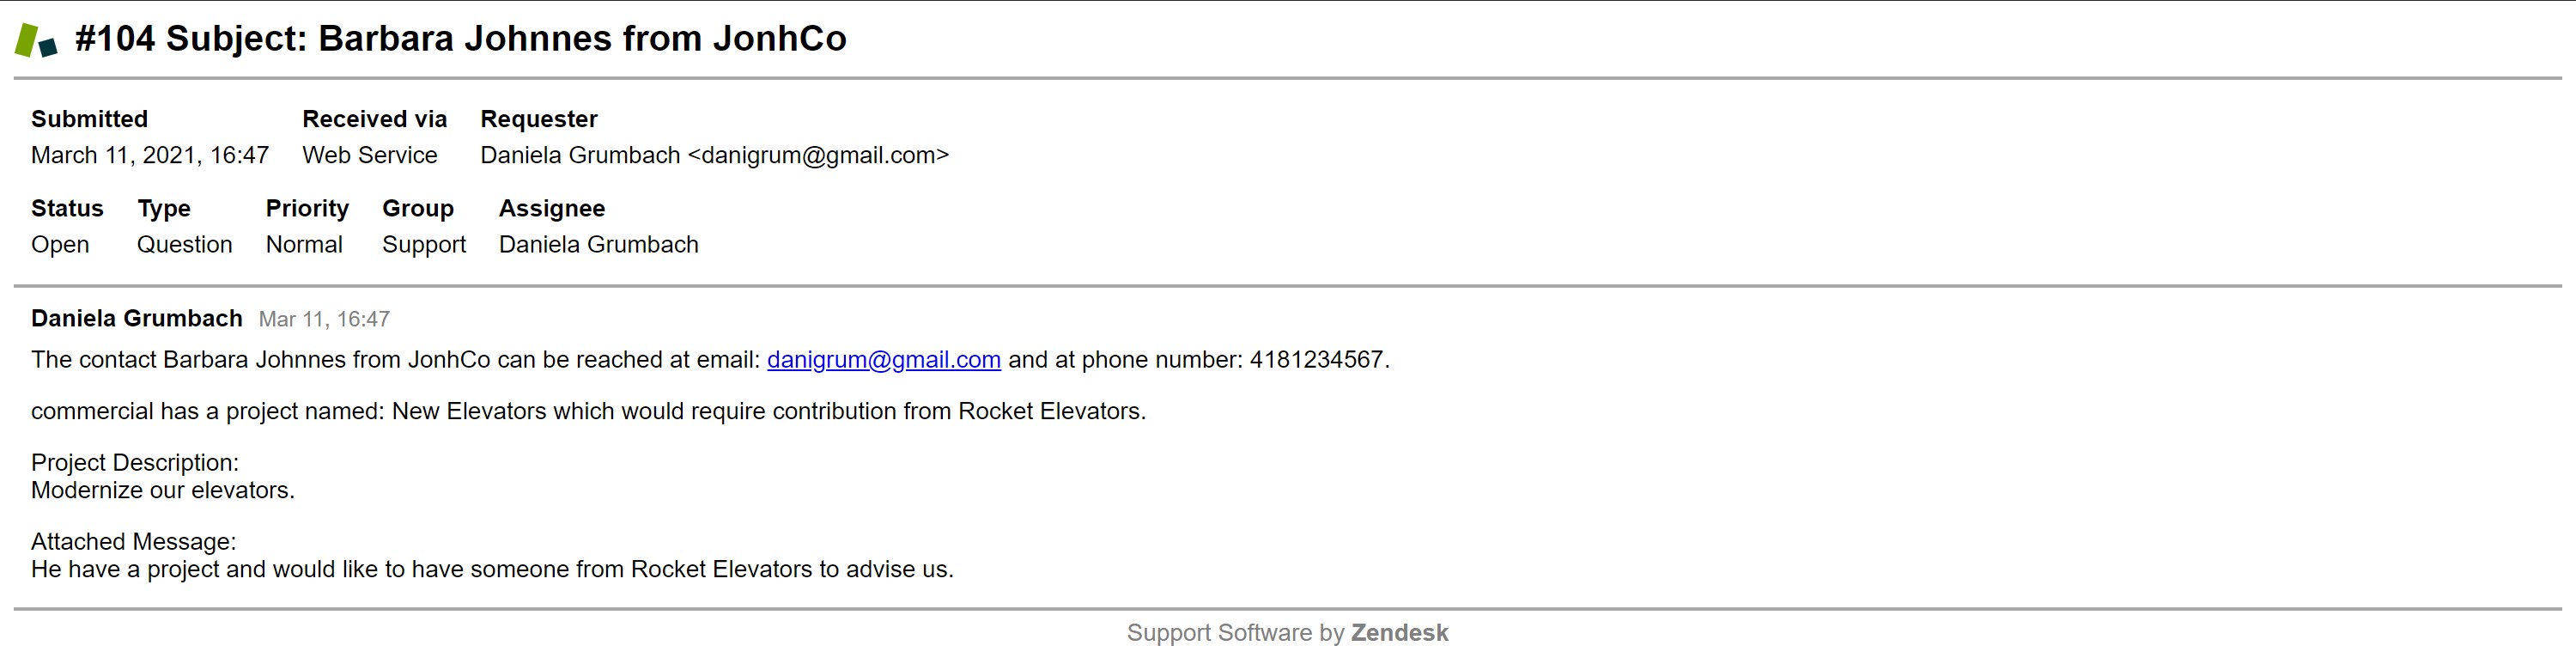 #104 Subject: Barbara Johnnes from JonhCo
Submitted Received via Requester
March 11, 2021, 16:47 Web Service Daniela Grumbach <danigrum@gmail.com>
Status Type Priority Group Assignee
Open Question Normal Support Daniela Grumbach
Daniela Grumbach Mar 11, 16:47
The contact Barbara Johnnes from JonhCo can be reached at email: danigrum@gmail.com and at phone number: 4181234567.
commercial has a project named: New Elevators which would require contribution from Rocket Elevators.
Project Description:
Modernize our elevators.
Attached Message:
He have a project and would like to have someone from Rocket Elevators to advise us.
Support Software by Zendesk